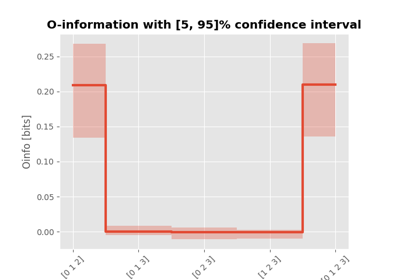 O-information with [5, 95]% confidence interval
Oinfo [bits]
0.25
0.20
0.15
0.10
0.05
0.00
[0 1 2]
[0 1 3]
[0 2 3]
[1 2 3]
[0 1 2 3]